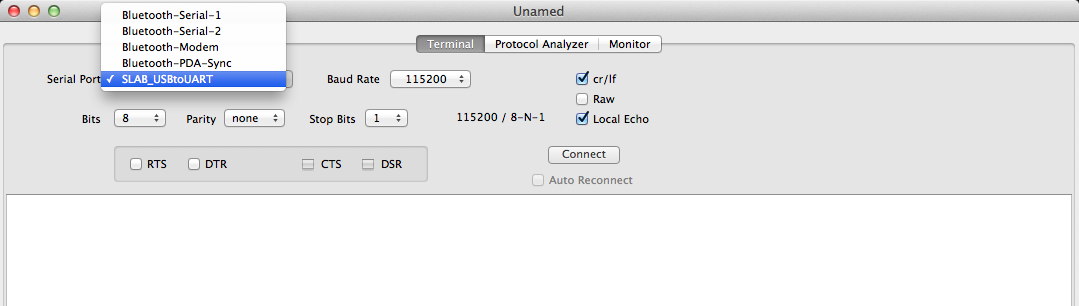 Unamed
Bluetooth-Serial-1
Bluetooth-Serial-2
Bluetooth-Modem
Bluetooth-PDA-Sync
✓ SLAB_USBtoUART
Terminal Protocol Analyzer Monitor
Serial Port Baud Rate 115200 cr/lf
Raw
Bits 8 Parity none Stop Bits 1 115200 / 8-N-1 Local Echo
RTS DTR CTS DSR Connect
Auto Reconnect